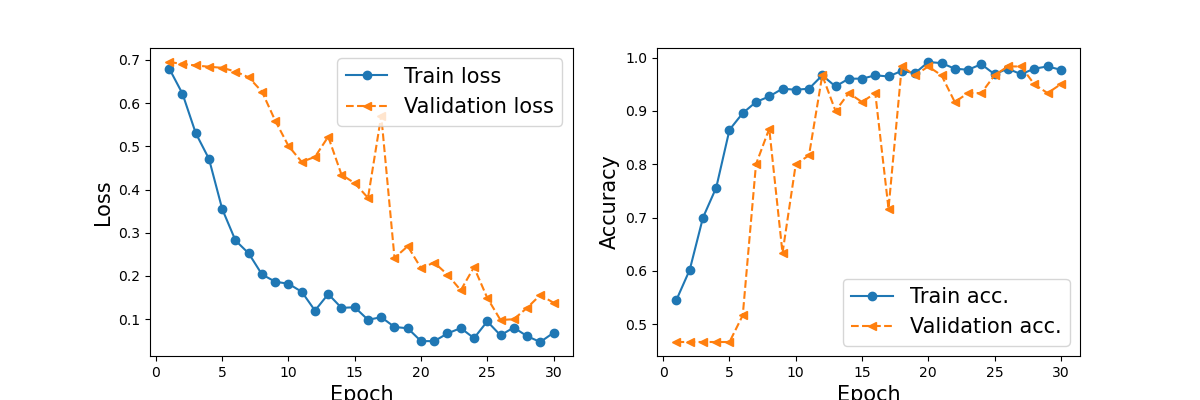 0.7
0.6
0.5
0.4
0.3
0.2
0.1
Loss
0 5 10 15 20 25 30
Epoch
Train loss
Validation loss
1.0
0.9
0.8
0.7
0.6
0.5
Accuracy
0 5 10 15 20 25 30
Epoch
Train acc.
Validation acc.